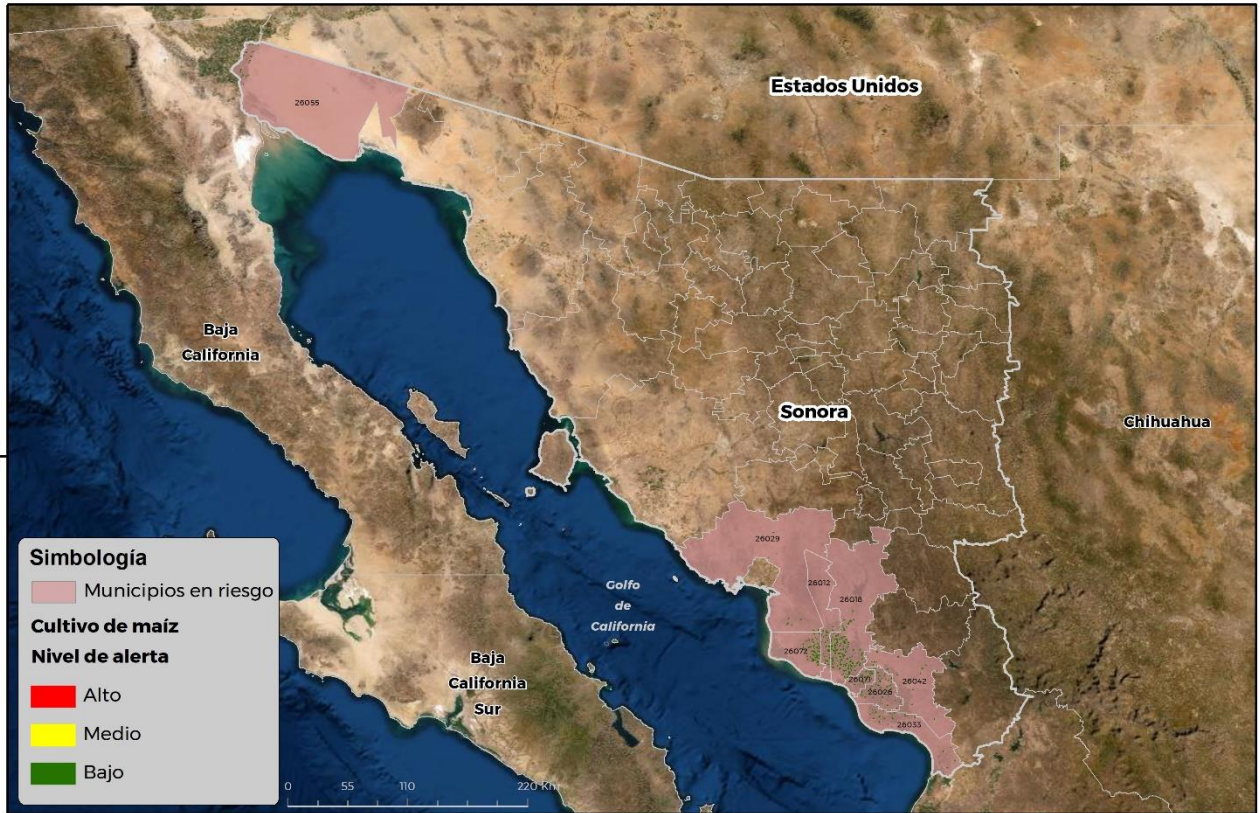 26055
Estados Unidos
Baja
California
Sonora
Chihuahua
26029
26012
26018
Golfo
de
California
26072
26071
26042
26026
26033
Baja
California
Sur
Simbología
Municipios en riesgo
Cultivo de maíz
Nivel de alerta
Alto
Medio
Bajo
0 55 110 220 Km